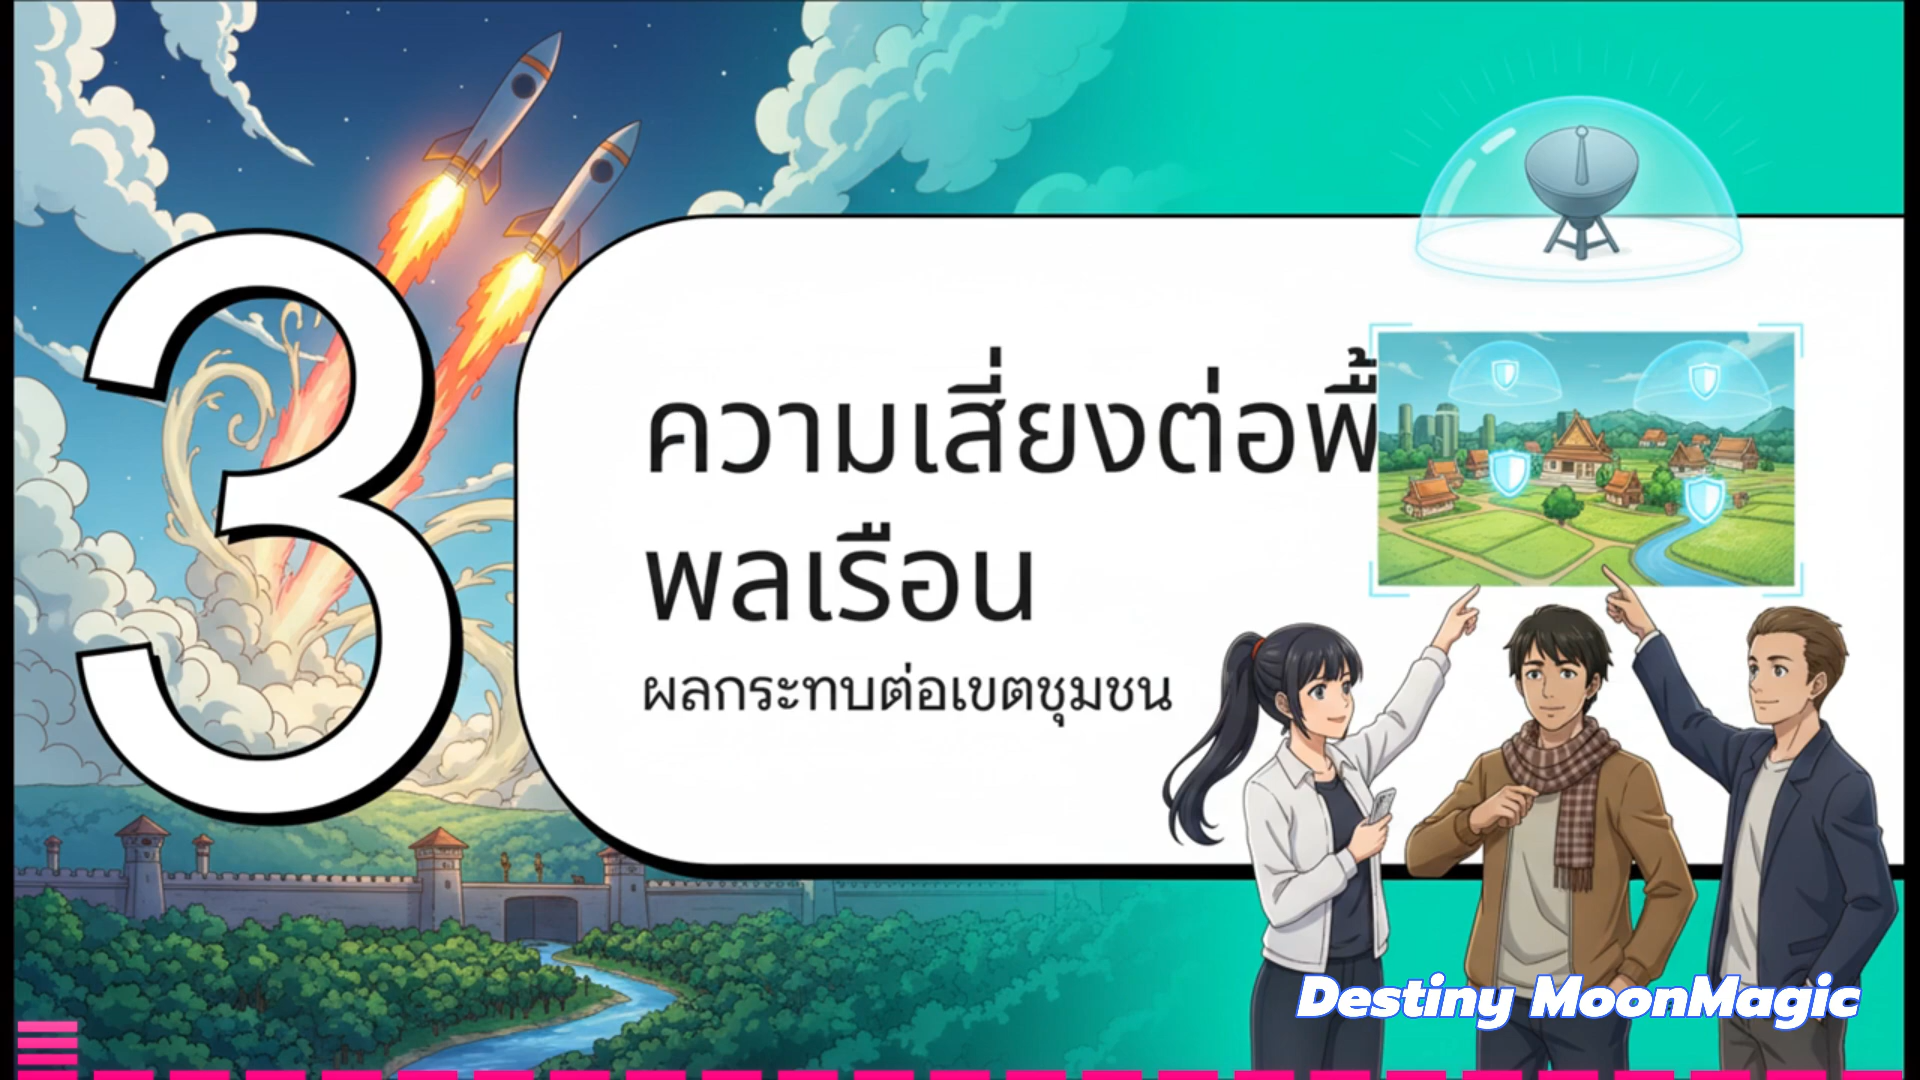 3
ความเสี่ยงต่อพื้
พลเรือน
ผลกระทบต่อเขตชุมชน
Destiny MoonMagic